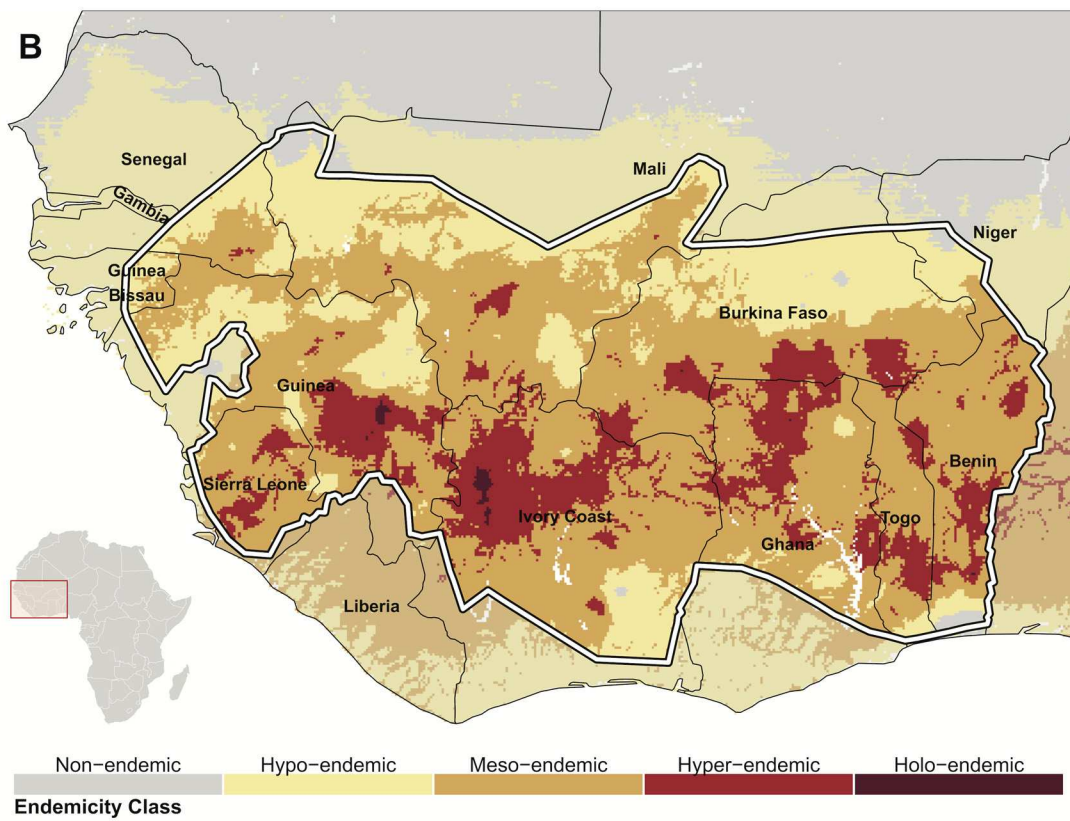 B
Senegal
Mali
Gambia
Niger
Guinea
Bissau
Burkina Faso
Guinea
Benin
Sierra Leone
Ivory Coast
Togo
Ghana
Liberia
Non−endemic
Hypo−endemic
Meso−endemic
Hyper−endemic
Holo−endemic
Endemicity Class